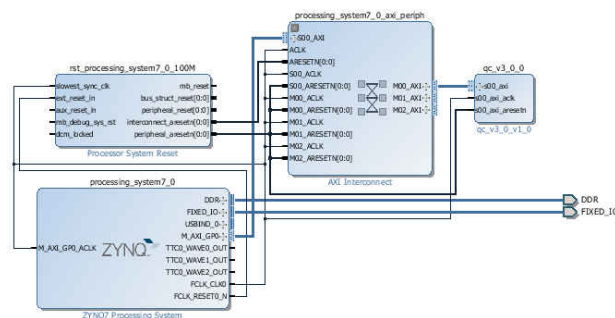 processing_system7_0_axi_periph
S00_AXI
ACLK
ARESETN[0:0]
S00_ACLK
S00_ARESETN[0:0]
M00_ACLK
M00_ARESETN[0:0]
M01_ACLK
M01_ARESETN[0:0]
M02_ACLK
M02_ARESETN[0:0]
M00_AXI
M01_AXI
M02_AXI
AXI Interconnect
rst_processing_system7_0_100M
slowest_sync_clk
ext_reset_in
aux_reset_in
mb_debug_sys_rst
dcm_locked
mb_reset
bus_struct_reset[0:0]
peripheral_reset[0:0]
interconnect_aresetn[0:0]
peripheral_aresetn[0:0]
Processor System Reset
qc_v3_0_0
s00_axi
s00_axi_aclk
s00_axi_aresetn
qc_v3_0_v1_0
processing_system7_0
M_AXI_GP0_ACLK
ZYNQ
DDR
FIXED_IO
USBIND_0
M_AXI_GP0
TTC0_WAVE0_OUT
TTC0_WAVE1_OUT
TTC0_WAVE2_OUT
FCLK_CLK0
FCLK_RESET0_N
ZYNQ7 Processing System
DDR
FIXED_IO